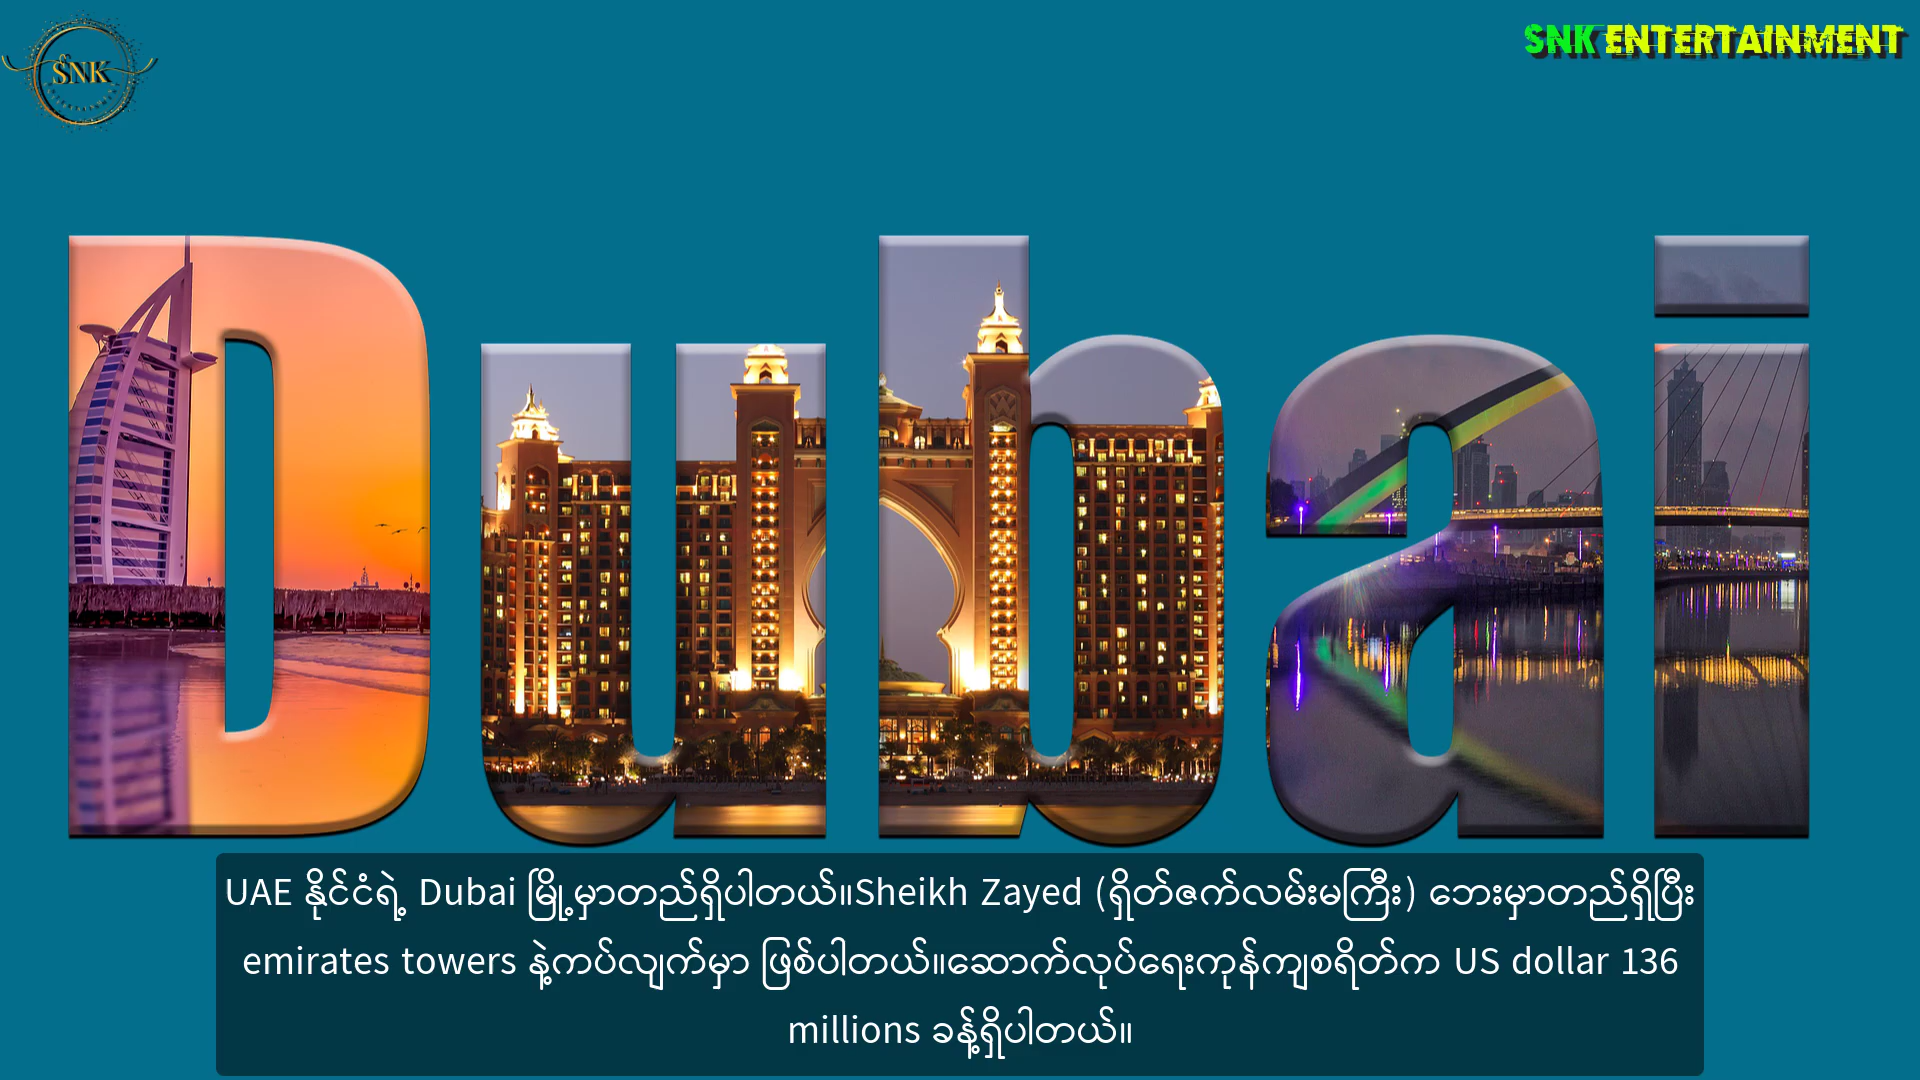 SNK
SNK ENTERTAINMENT
Dubai
UAE နိုင်ငံရဲ့ Dubai မြို့မှာတည်ရှိပါတယ်။Sheikh Zayed (ရှိတ်ဇက်လမ်းမကြီး) ဘေးမှာတည်ရှိပြီး
emirates towers နဲ့ကပ်လျက်မှာ ဖြစ်ပါတယ်။ဆောက်လုပ်ရေးကုန်ကျစရိတ်က US dollar 136
millions ခန့်ရှိပါတယ်။